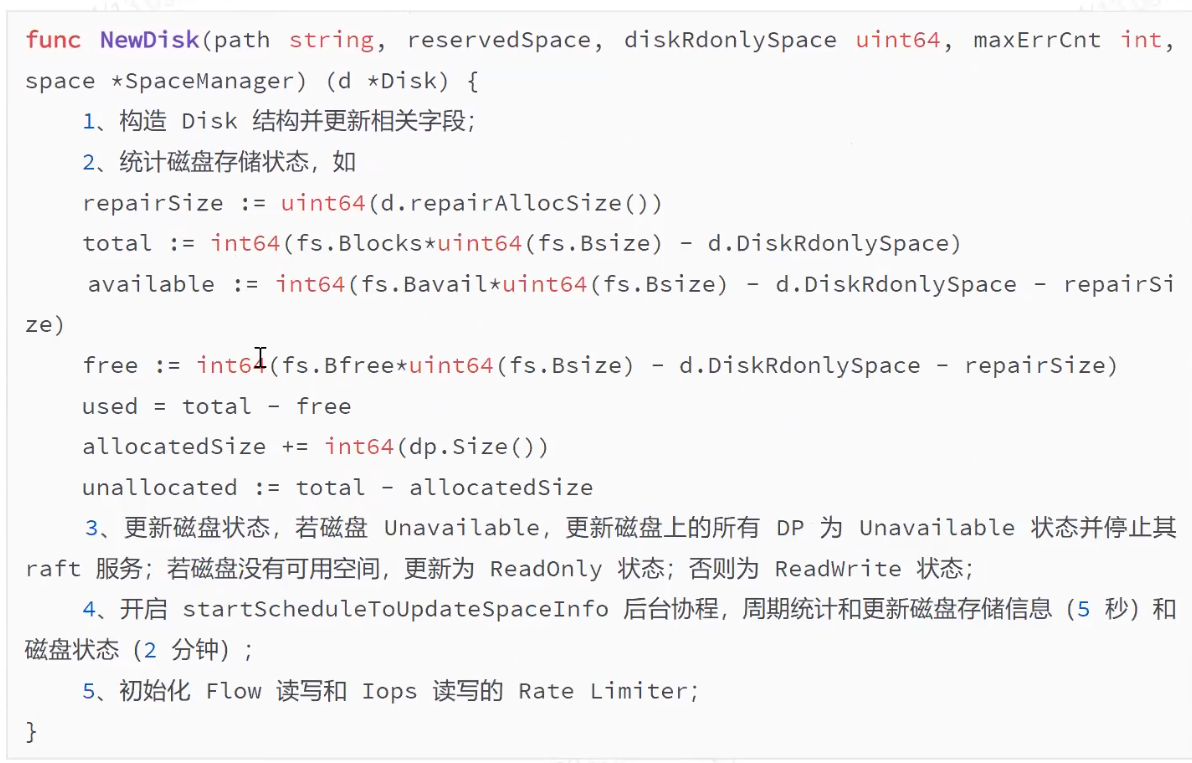 func NewDisk(path string, reservedSpace, diskRdonlySpace uint64, maxErrCnt int,
space *SpaceManager) (d *Disk) {
1、构造 Disk 结构并更新相关字段;
2、统计磁盘存储状态，如
repairSize := uint64(d.repairAllocSize())
total := int64(fs.Blocks*uint64(fs.Bsize) - d.DiskRdonlySpace)
available := int64(fs.Bavail*uint64(fs.Bsize) - d.DiskRdonlySpace - repairSi
ze)
free := int64(fs.Bfree*uint64(fs.Bsize) - d.DiskRdonlySpace - repairSize)
used = total - free
allocatedSize += int64(dp.Size())
unallocated := total - allocatedSize
3、更新磁盘状态，若磁盘 Unavailable，更新磁盘上的所有 DP 为 Unavailable 状态并停止其
raft 服务；若磁盘没有可用空间，更新为 ReadOnly 状态；否则为 ReadWrite 状态；
4、开启 startScheduleToUpdateSpaceInfo 后台协程，周期统计和更新磁盘存储信息（5 秒）和
磁盘状态（2 分钟）;
5、初始化 Flow 读写和 Iops 读写的 Rate Limiter;
}